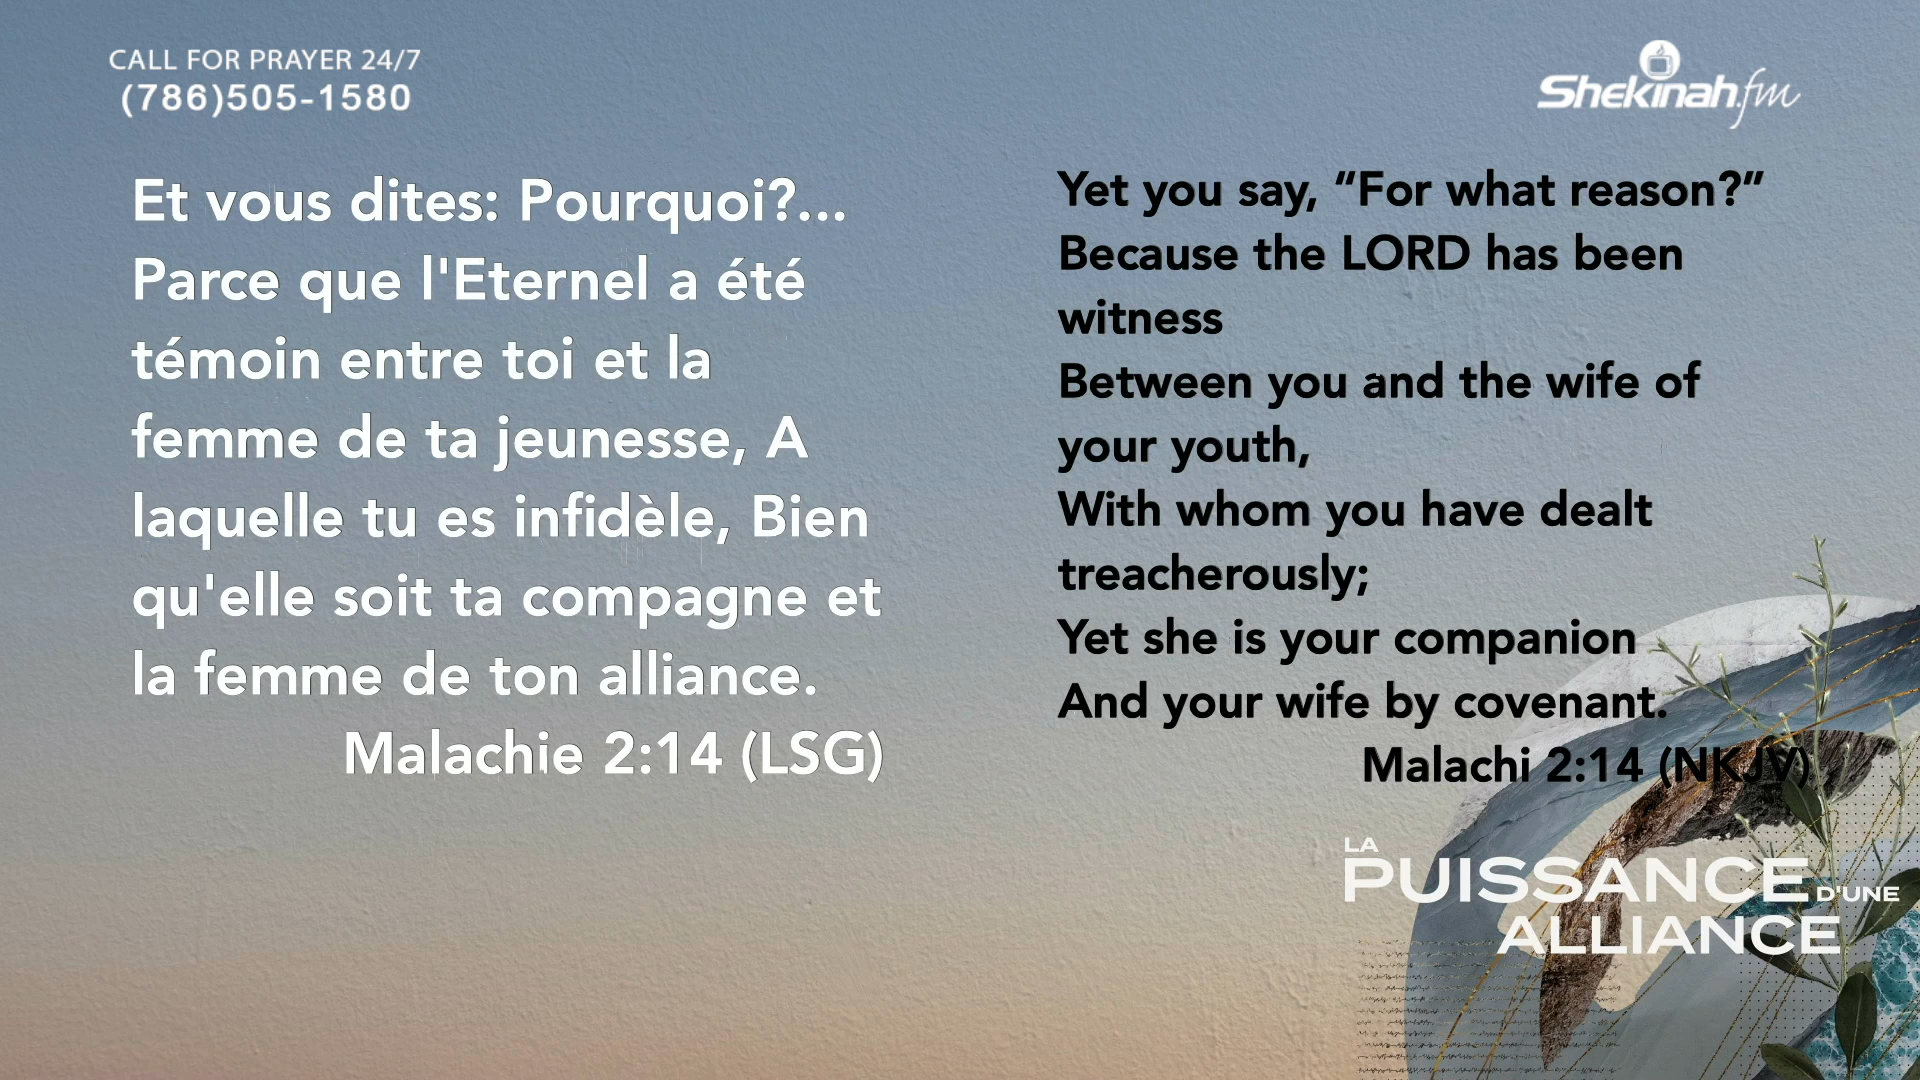 CALL FOR PRAYER 24/7
(786)505-1580
Shekinah.fm
Et vous dites: Pourquoi?...
Parce que l'Eternel a été
témoin entre toi et la
femme de ta jeunesse, A
laquelle tu es infidèle, Bien
qu'elle soit ta compagne et
la femme de ton alliance.
Malachie 2:14 (LSG)
Yet you say, “For what reason?”
Because the LORD has been
witness
Between you and the wife of
your youth,
With whom you have dealt
treacherously;
Yet she is your companion
And your wife by covenant.
Malachi 2:14 (NKJV)
LA
PUISSANCE D'UNE
ALLIANCE